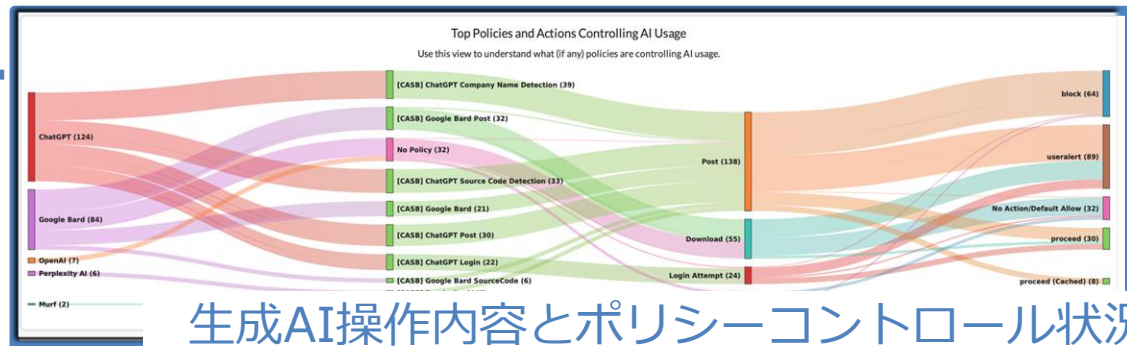 Top Policies and Actions Controlling AI Usage
Use this view to understand what (if any) policies are controlling AI usage.
ChatGPT (124)
Google Bard (84)
OpenAI (7)
Perplexity AI (6)
Murf (2)
[CASB] ChatGPT Company Name Detection (39)
[CASB] Google Bard Post (32)
No Policy (32)
[CASB] ChatGPT Source Code Detection (33)
[CASB] Google Bard (21)
[CASB] ChatGPT Post (30)
[CASB] ChatGPT Login (22)
[CASB] Google Bard SourceCode (6)
Post (138)
Download (55)
Login Attempt (24)
block (64)
useralert (89)
No Action/Default Allow (32)
proceed (30)
proceed (Cached) (8)
生成AI操作内容とポリシーコントロール状況